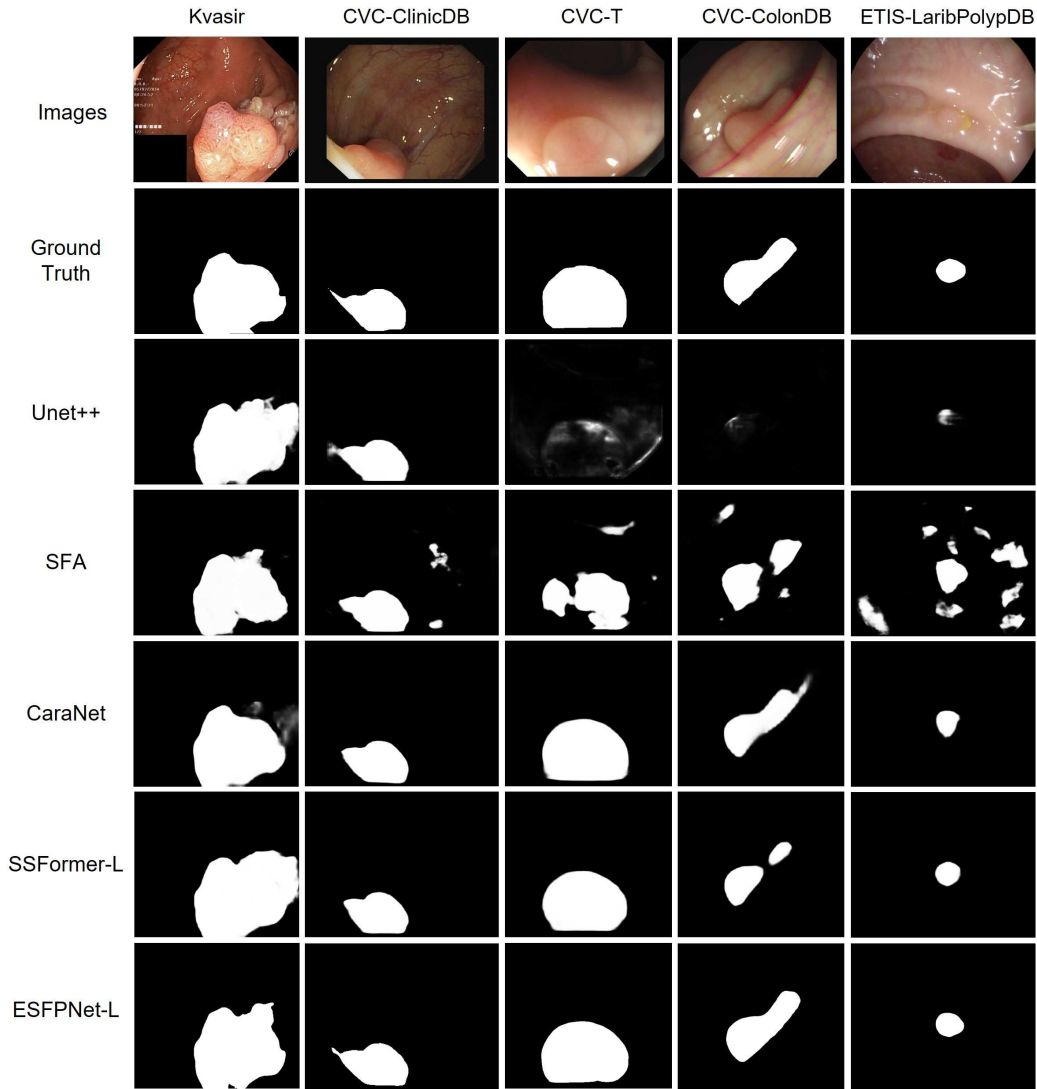 Kvasir CVC-ClinicDB CVC-T CVC-ColonDB ETIS-LaribPolypDB
Images
Ground
Truth
Unet++
SFA
CaraNet
SSFormer-L
ESFPNet-L